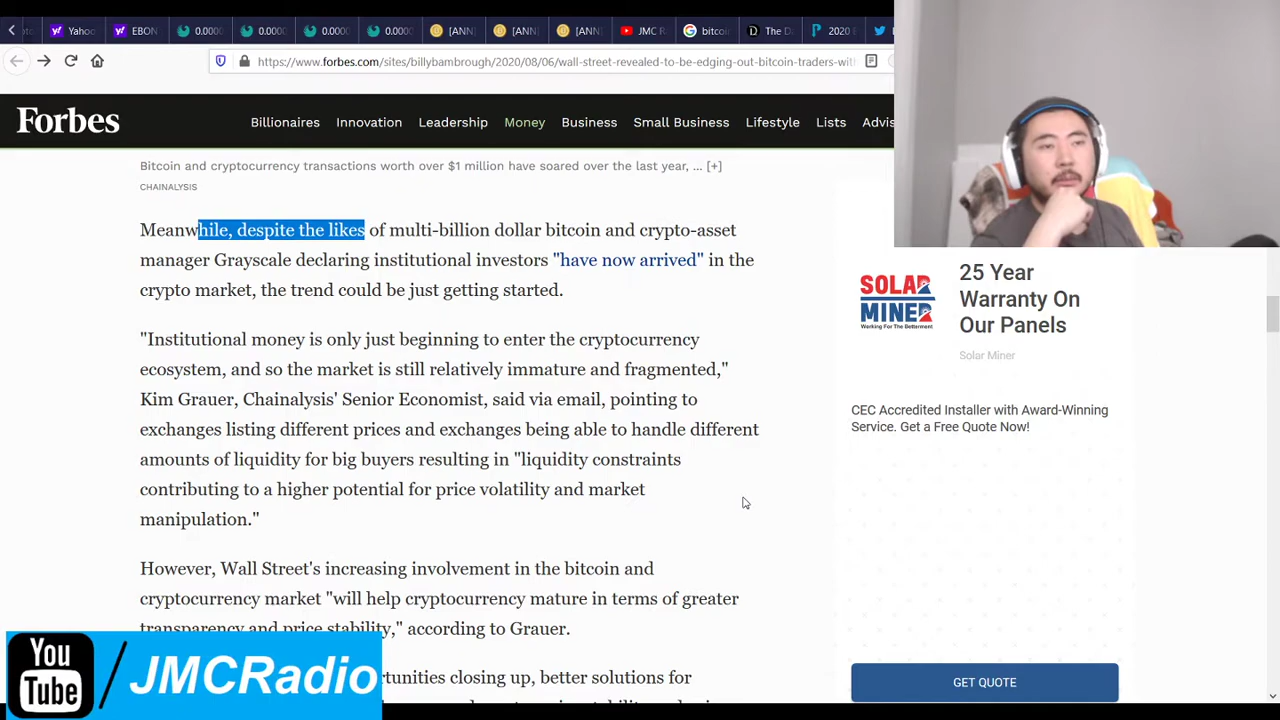 Yahoo
EBON
0.0000
0.0000
0.0000
0.0000
[ANN]
[ANN]
[ANN]
JMC R
bitcoi
The D
2020
https://www.forbes.com/sites/billybambrough/2020/08/06/wall-street-revealed-to-be-edging-out-bitcoin-traders-wit
Forbes
Billionaires Innovation Leadership Money Business Small Business Lifestyle Lists Advis
Bitcoin and cryptocurrency transactions worth over $1 million have soared over the last year, ... [+]
CHAINALYSIS
Meanwhile, despite the likes of multi-billion dollar bitcoin and crypto-asset
manager Grayscale declaring institutional investors "have now arrived" in the
crypto market, the trend could be just getting started.
"Institutional money is only just beginning to enter the cryptocurrency
ecosystem, and so the market is still relatively immature and fragmented,"
Kim Grauer, Chainalysis' Senior Economist, said via email, pointing to
exchanges listing different prices and exchanges being able to handle different
amounts of liquidity for big buyers resulting in "liquidity constraints
contributing to a higher potential for price volatility and market
manipulation."
However, Wall Street's increasing involvement in the bitcoin and
cryptocurrency market "will help cryptocurrency mature in terms of greater
transparency and price stability," according to Grauer.
rtunities closing up, better solutions for
SOLAR
MINER
Working For The Betterment
25 Year
Warranty On
Our Panels
Solar Miner
CEC Accredited Installer with Award-Winning
Service. Get a Free Quote Now!
GET QUOTE
You
Tube
/JMCRadio